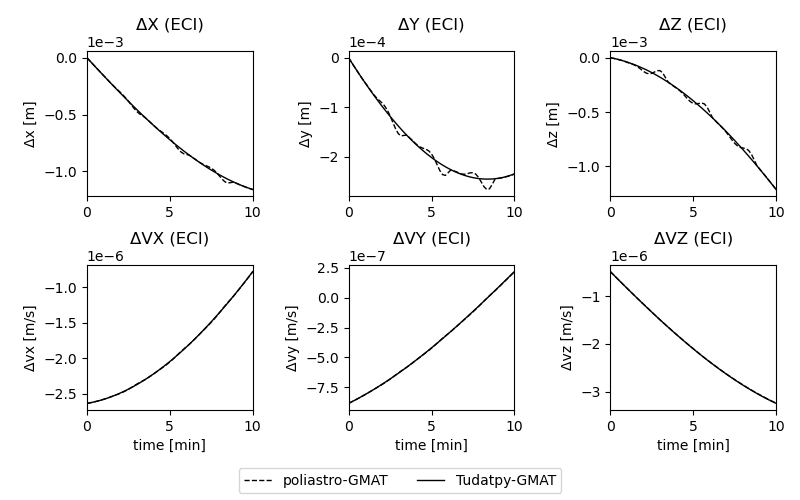 ΔX (ECI) ΔY (ECI) ΔZ (ECI)
1e−3 1e−4 1e−3
Δx [m]
0.0
−0.5
−1.0
0 5 10
Δy [m]
0
−1
−2
0 5 10
Δz [m]
0.0
−0.5
−1.0
0 5 10
ΔVX (ECI) ΔVY (ECI) ΔVZ (ECI)
1e−6 1e−7 1e−6
Δvx [m/s]
−1.0
−1.5
−2.0
−2.5
0 5 10
time [min]
Δvy [m/s]
2.5
0.0
−2.5
−5.0
−7.5
0 5 10
time [min]
Δvz [m/s]
−1
−2
−3
0 5 10
time [min]
poliastro-GMAT Tudatpy-GMAT